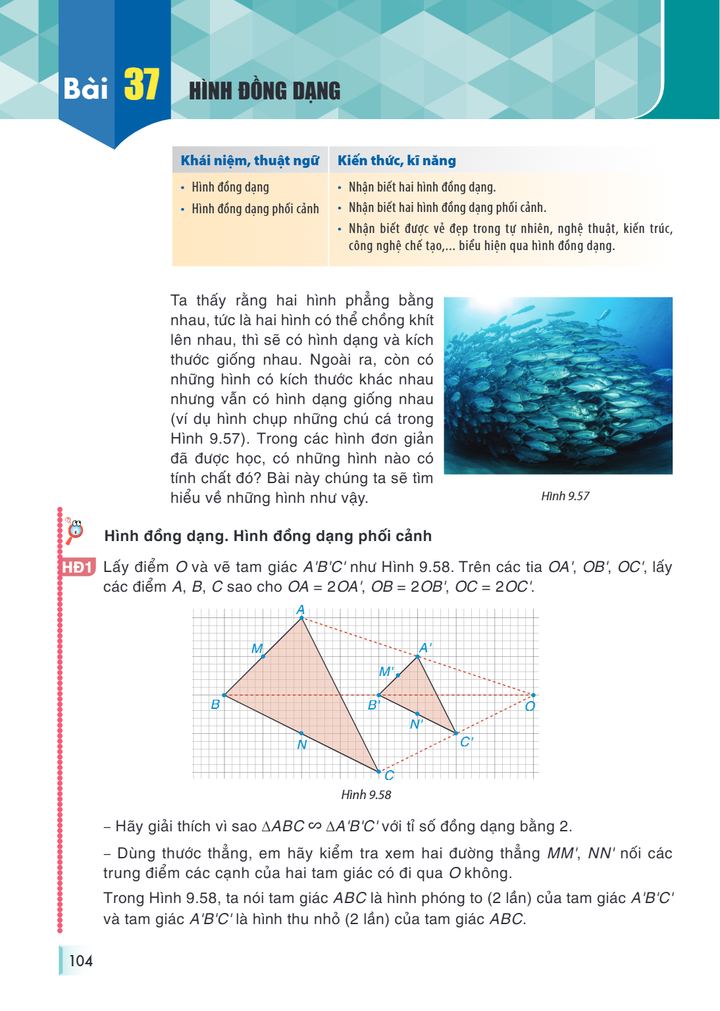 Bài 37
HÌNH ĐỒNG DẠNG
Khái niệm, thuật ngữ
• Hình đồng dạng
• Hình đồng dạng phối cảnh
Kiến thức, kĩ năng
• Nhận biết hai hình đồng dạng.
• Nhận biết hai hình đồng dạng phối cảnh.
• Nhận biết được vẻ đẹp trong tự nhiên, nghệ thuật, kiến trúc,
công nghệ chế tạo,... biểu hiện qua hình đồng dạng.
Ta thấy rằng hai hình phẳng bằng
nhau, tức là hai hình có thể chồng khít
lên nhau, thì sẽ có hình dạng và kích
thước giống nhau. Ngoài ra, còn có
những hình có kích thước khác nhau
nhưng vẫn có hình dạng giống nhau
(ví dụ hình chụp những chú cá trong
Hình 9.57). Trong các hình đơn giản
đã được học, có những hình nào có
tính chất đó? Bài này chúng ta sẽ tìm
hiểu về những hình như vậy.
Hình 9.57
Hình đồng dạng. Hình đồng dạng phối cảnh
HĐ1 Lấy điểm O và vẽ tam giác A'B'C' như Hình 9.58. Trên các tia OA', OB', OC', lấy
các điểm A, B, C sao cho OA = 2OA', OB = 2OB', OC = 2OC'.
A
M
A'
M'
B
B'
O
N'
N
C'
C
Hình 9.58
– Hãy giải thích vì sao ∆ABC ∽ ∆A'B'C' với tỉ số đồng dạng bằng 2.
– Dùng thước thẳng, em hãy kiểm tra xem hai đường thẳng MM', NN' nối các
trung điểm các cạnh của hai tam giác có đi qua O không.
Trong Hình 9.58, ta nói tam giác ABC là hình phóng to (2 lần) của tam giác A'B'C'
và tam giác A'B'C' là hình thu nhỏ (2 lần) của tam giác ABC.
104